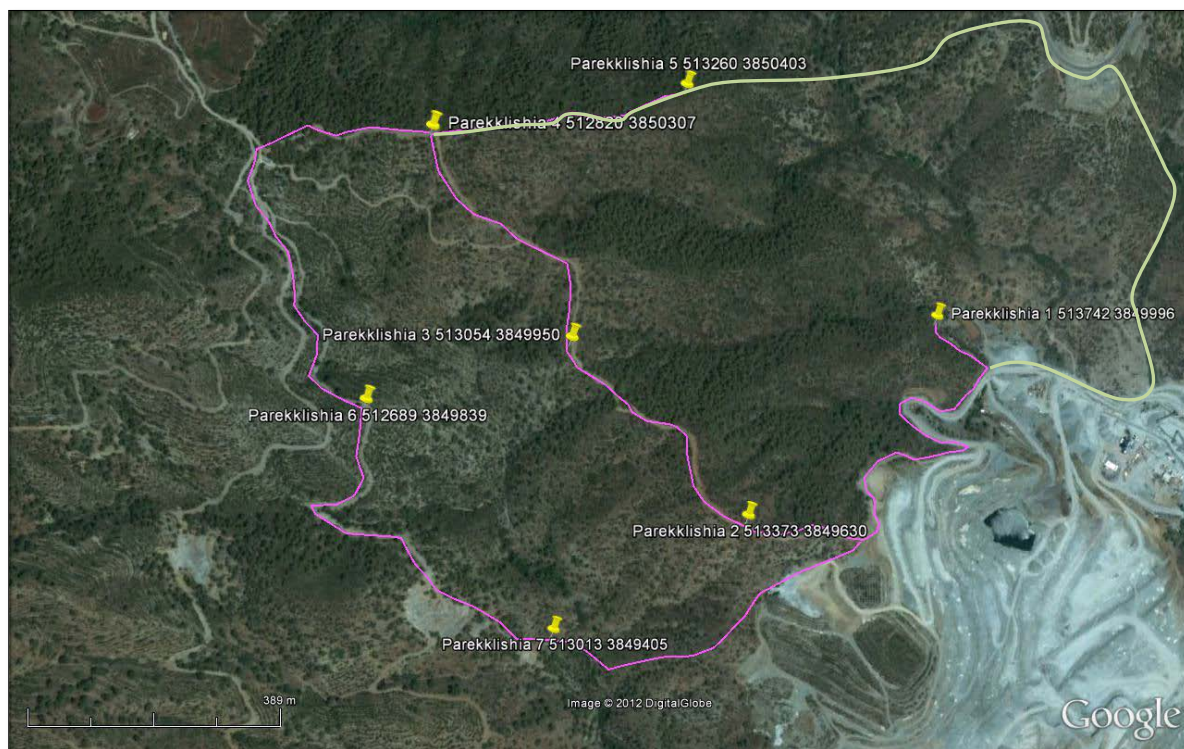 Parekklishia 5 513260 3850403
Parekklishia 4 512820 3850307
Parekklishia 1 513742 3849996
Parekklishia 3 513054 3849950
Parekklishia 6 512689 3849839
Parekklishia 2 513373 3849630
Parekklishia 7 513013 3849405
389 m
Image © 2012 DigitalGlobe
Google